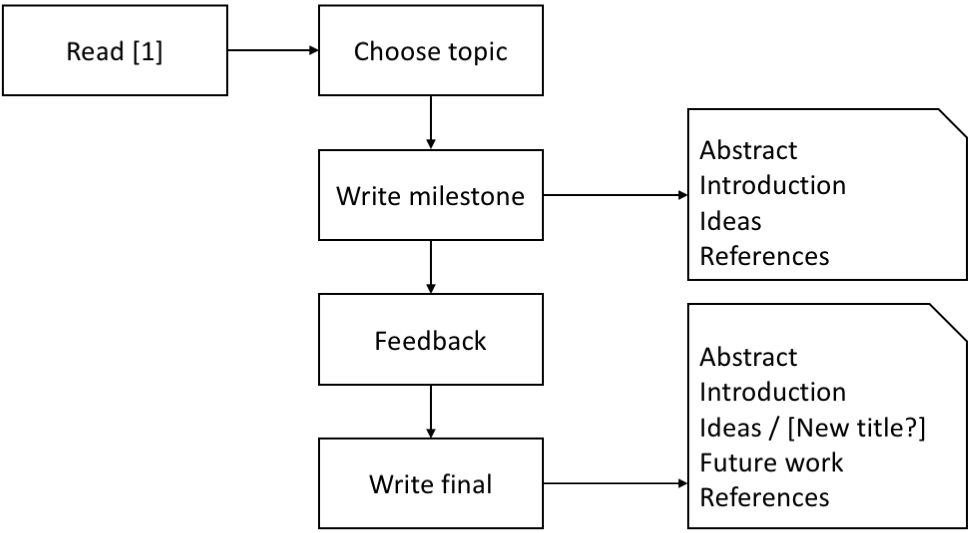 Read [1]
Choose topic
Write milestone
Abstract
Introduction
Ideas
References
Feedback
Write final
Abstract
Introduction
Ideas / [New title?]
Future work
References